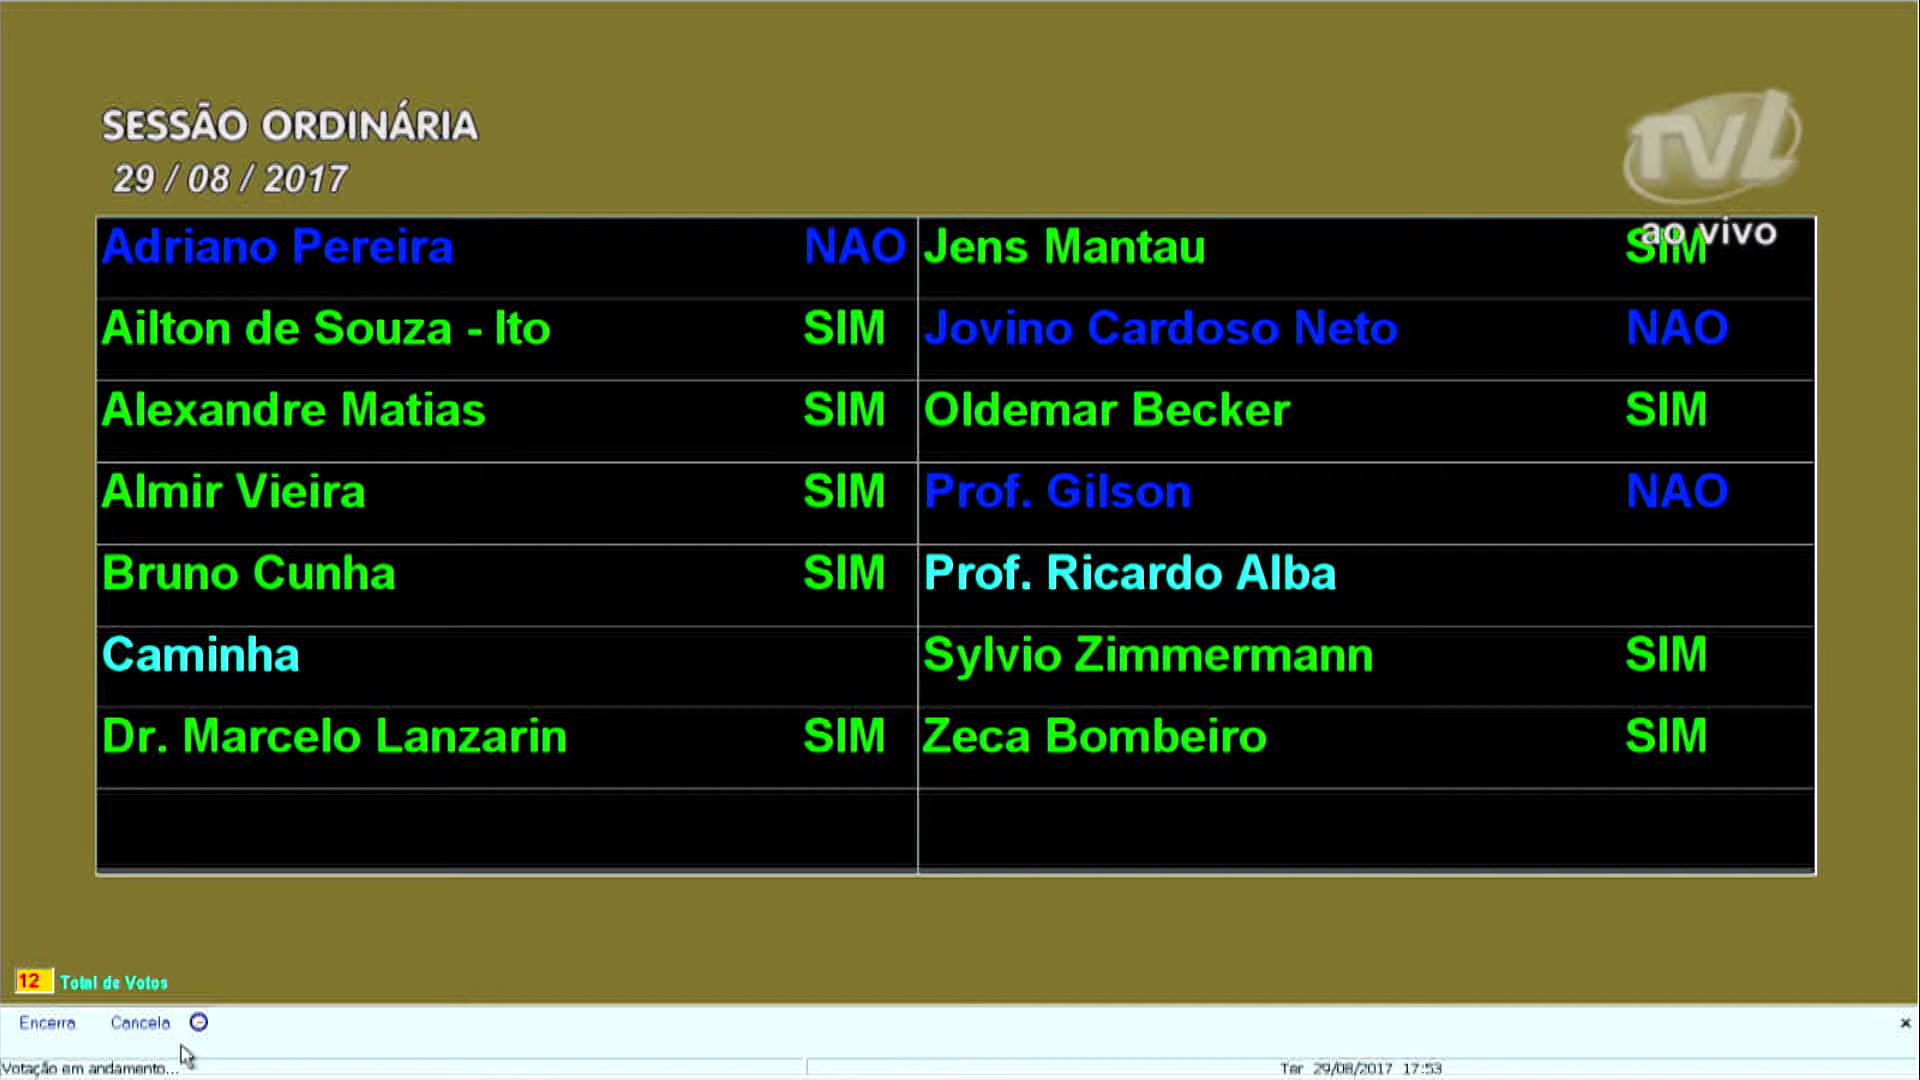 SESSÃO ORDINÁRIA
29 / 08 / 2017
TVL
ao vivo
Adriano Pereira NAO
Jens Mantau SIM
Ailton de Souza - Ito SIM
Jovino Cardoso Neto NAO
Alexandre Matias SIM
Oldemar Becker SIM
Almir Vieira SIM
Prof. Gilson NAO
Bruno Cunha SIM
Prof. Ricardo Alba
Caminha
Sylvio Zimmermann SIM
Dr. Marcelo Lanzarin SIM
Zeca Bombeiro SIM
12 Total de Votos
Encerra Cancela
Votação em andamento...
Ter 29/08/2017 17:53